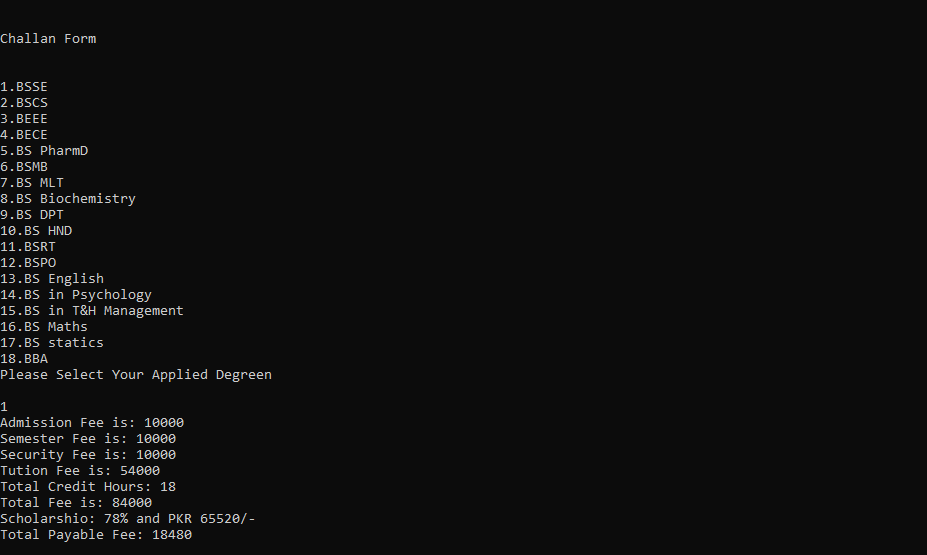 Challan Form
1.BSSE
2.BSCS
3.BEEE
4.BECE
5.BS PharmD
6.BSMB
7.BS MLT
8.BS Biochemistry
9.BS DPT
10.BS HND
11.BSRT
12.BSPO
13.BS English
14.BS in Psychology
15.BS in T&H Management
16.BS Maths
17.BS statics
18.BBA
Please Select Your Applied Degreen
1
Admission Fee is: 10000
Semester Fee is: 10000
Security Fee is: 10000
Tution Fee is: 54000
Total Credit Hours: 18
Total Fee is: 84000
Scholarshio: 78% and PKR 65520/-
Total Payable Fee: 18480